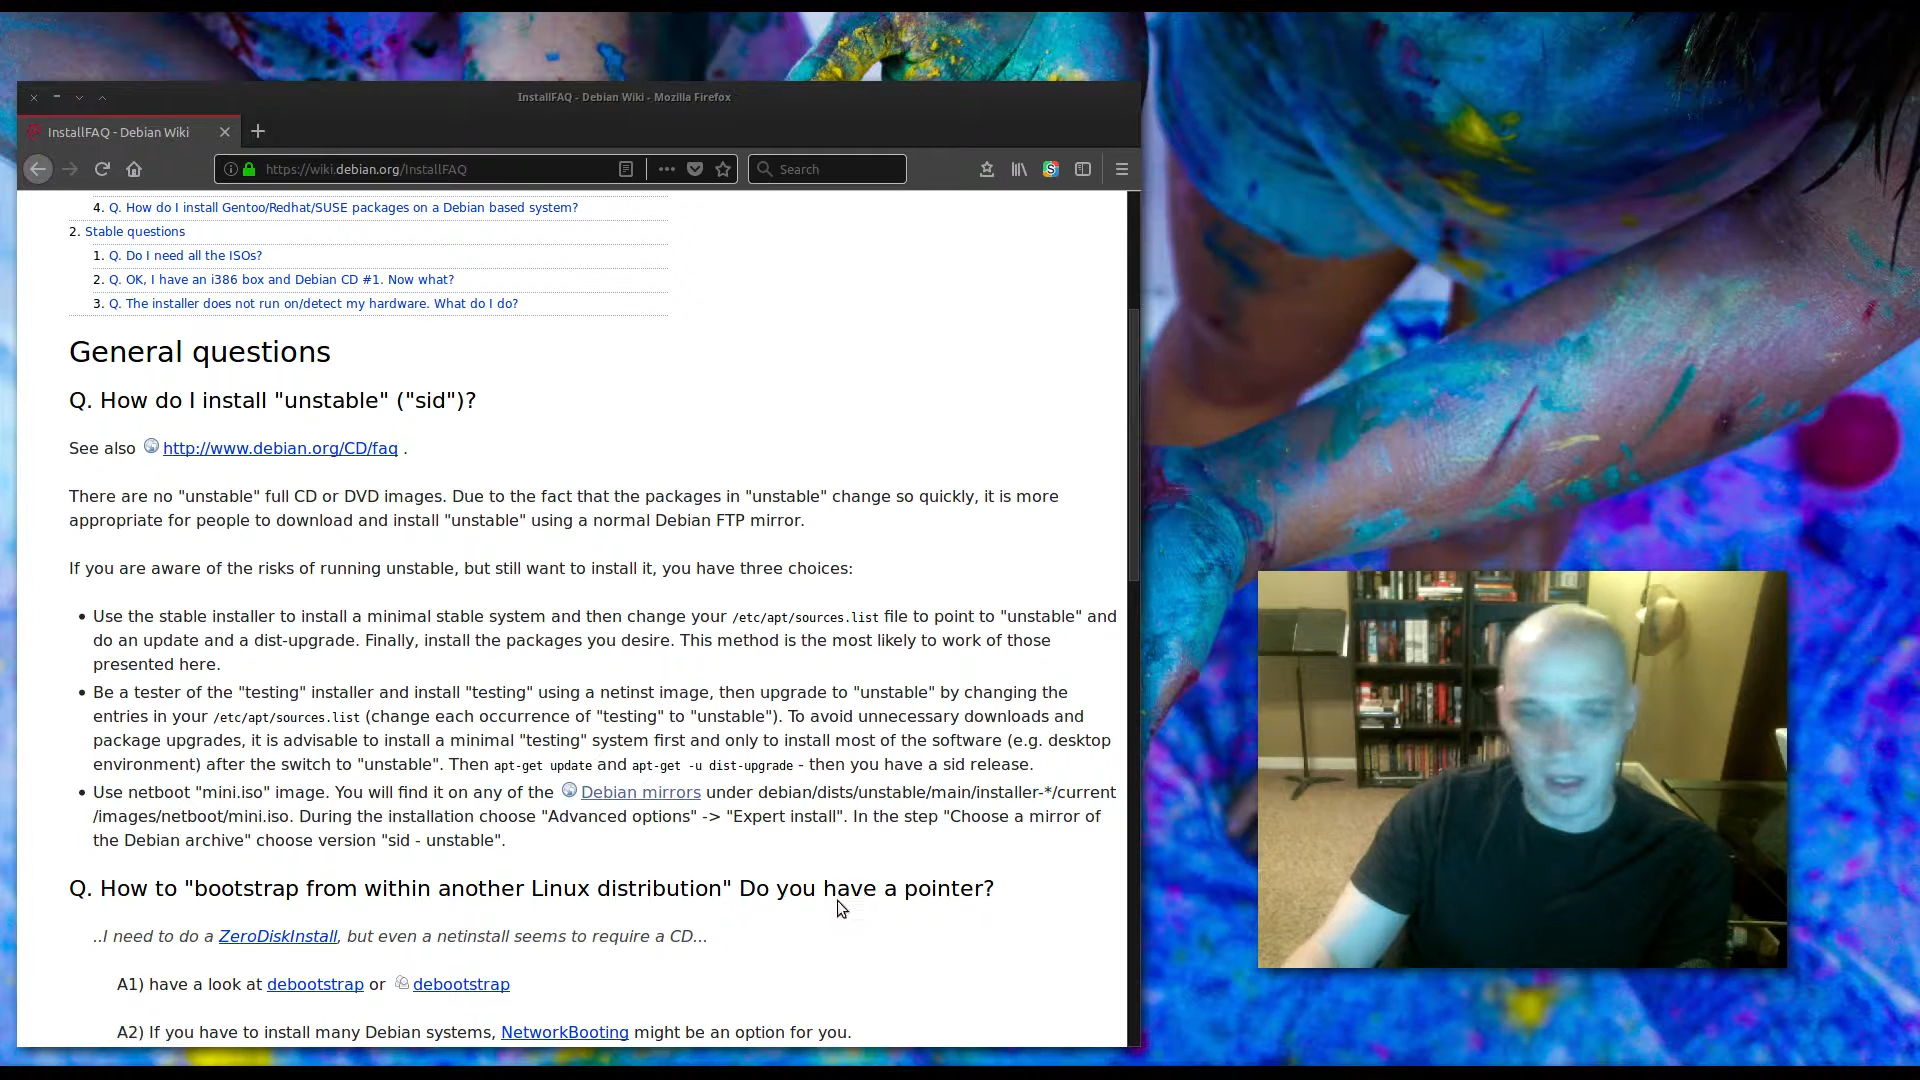 InstallFAQ - Debian Wiki - Mozilla Firefox
InstallFAQ - Debian Wiki
https://wiki.debian.org/InstallFAQ
Search
4. Q. How do I install Gentoo/Redhat/SUSE packages on a Debian based system?
2. Stable questions
1. Q. Do I need all the ISOs?
2. Q. OK, I have an i386 box and Debian CD #1. Now what?
3. Q. The installer does not run on/detect my hardware. What do I do?
General questions
Q. How do I install "unstable" ("sid")?
See also http://www.debian.org/CD/faq .
There are no "unstable" full CD or DVD images. Due to the fact that the packages in "unstable" change so quickly, it is more
appropriate for people to download and install "unstable" using a normal Debian FTP mirror.
If you are aware of the risks of running unstable, but still want to install it, you have three choices:
• Use the stable installer to install a minimal stable system and then change your /etc/apt/sources.list file to point to "unstable" and
do an update and a dist-upgrade. Finally, install the packages you desire. This method is the most likely to work of those
presented here.
• Be a tester of the "testing" installer and install "testing" using a netinst image, then upgrade to "unstable" by changing the
entries in your /etc/apt/sources.list (change each occurrence of "testing" to "unstable"). To avoid unnecessary downloads and
package upgrades, it is advisable to install a minimal "testing" system first and only to install most of the software (e.g. desktop
environment) after the switch to "unstable". Then apt-get update and apt-get -u dist-upgrade - then you have a sid release.
• Use netboot "mini.iso" image. You will find it on any of the Debian mirrors under debian/dists/unstable/main/installer-*/current
/images/netboot/mini.iso. During the installation choose "Advanced options" -> "Expert install". In the step "Choose a mirror of
the Debian archive" choose version "sid - unstable".
Q. How to "bootstrap from within another Linux distribution" Do you have a pointer?
..I need to do a ZeroDiskInstall, but even a netinstall seems to require a CD...
A1) have a look at debootstrap or debootstrap
A2) If you have to install many Debian systems, NetworkBooting might be an option for you.